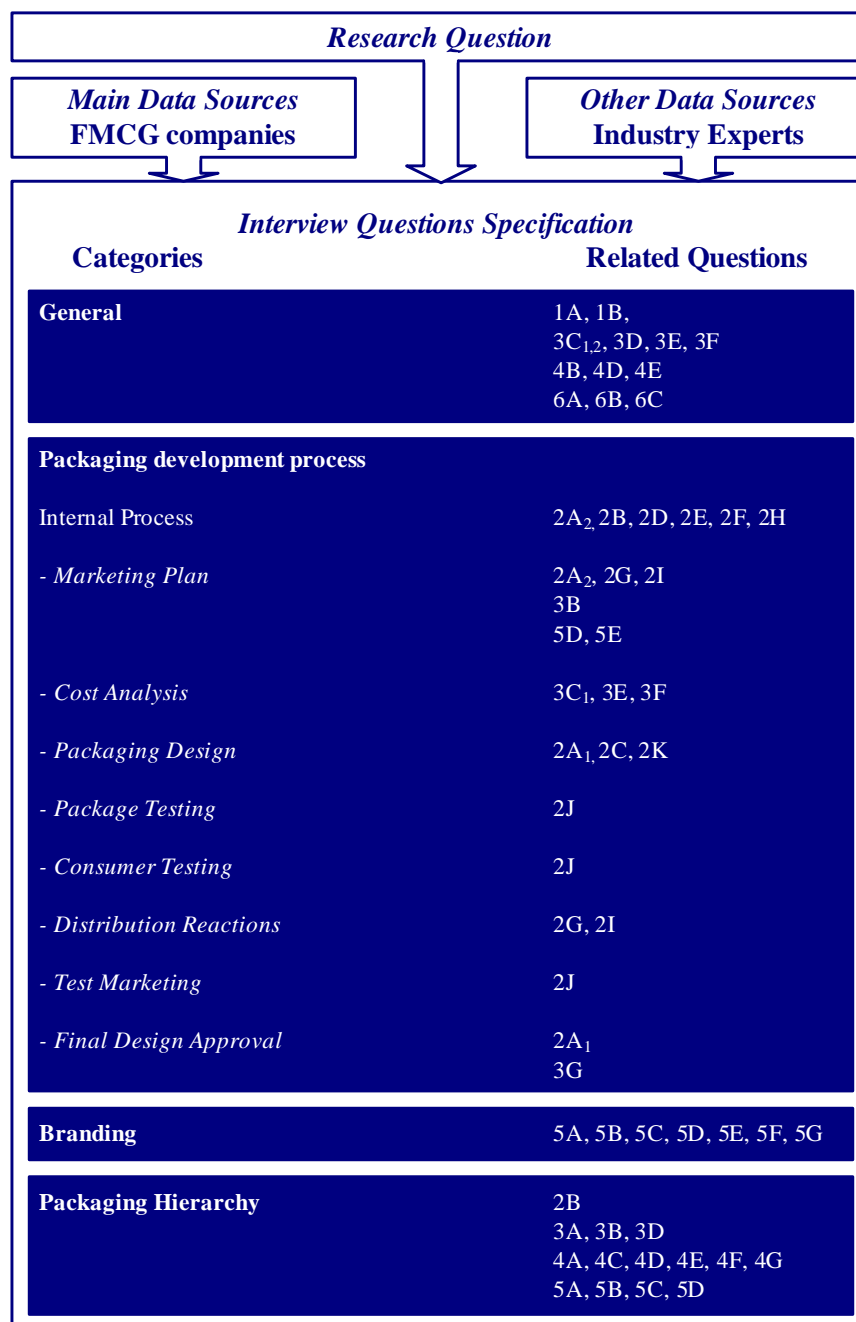 Research Question
Main Data Sources
FMCG companies
Other Data Sources
Industry Experts
Interview Questions Specification
Categories Related Questions
General 1A, 1B,
3C1,2, 3D, 3E, 3F
4B, 4D, 4E
6A, 6B, 6C
Packaging development process
Internal Process 2A2, 2B, 2D, 2E, 2F, 2H
- Marketing Plan 2A2, 2G, 2I
3B
5D, 5E
- Cost Analysis 3C1, 3E, 3F
- Packaging Design 2A1, 2C, 2K
- Package Testing 2J
- Consumer Testing 2J
- Distribution Reactions 2G, 2I
- Test Marketing 2J
- Final Design Approval 2A1
3G
Branding 5A, 5B, 5C, 5D, 5E, 5F, 5G
Packaging Hierarchy 2B
3A, 3B, 3D
4A, 4C, 4D, 4E, 4F, 4G
5A, 5B, 5C, 5D